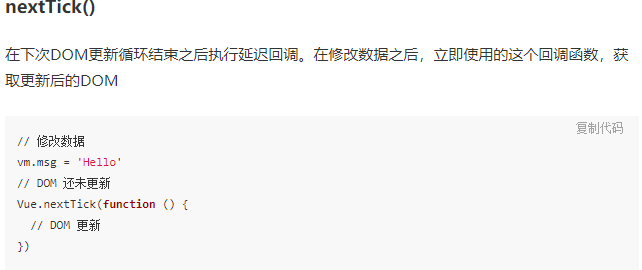 nextTick()
在下次DOM更新循环结束之后执行延迟回调。在修改数据之后，立即使用的这个回调函数，获
取更新后的DOM
复制代码
// 修改数据
vm.msg = 'Hello'
// DOM 还未更新
Vue.nextTick(function () {
  // DOM 更新
})